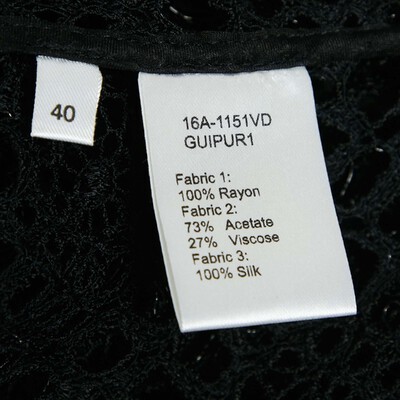 40
16A-1151VD
GUIPUR1
Fabric 1:
100% Rayon
Fabric 2:
73% Acetate
27% Viscose
Fabric 3:
100% Silk